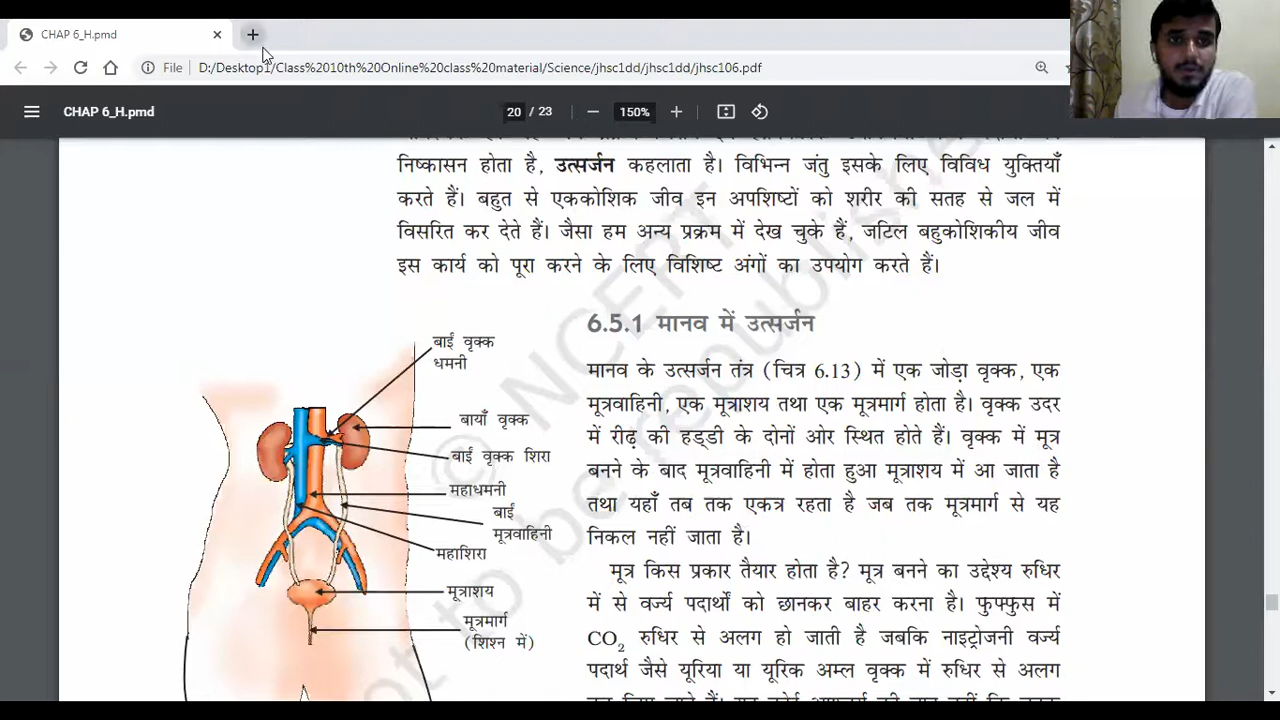 CHAP 6_H.pmd
File D:/Desktop1/Class%2010th%20Online%20class%20material/Science/jhsc1dd/jhsc1dd/jhsc106.pdf
CHAP 6_H.pmd
20 / 23
150%
निष्कासन होता है, उत्सर्जन कहलाता है। विभिन्न जंतु इसके लिए विविध युक्तियाँ
करते हैं। बहुत से एककोशिक जीव इन अपशिष्टों को शरीर की सतह से जल में
विसरित कर देते हैं। जैसा हम अन्य प्रक्रम में देख चुके हैं, जटिल बहुकोशिकीय जीव
इस कार्य को पूरा करने के लिए विशिष्ट अंगों का उपयोग करते हैं।
6.5.1 मानव में उत्सर्जन
मानव के उत्सर्जन तंत्र (चित्र 6.13) में एक जोड़ा वृक्क, एक
मूत्रवाहिनी, एक मूत्राशय तथा एक मूत्रमार्ग होता है। वृक्क उदर
में रीढ़ की हड्डी के दोनों ओर स्थित होते हैं। वृक्क में मूत्र
बनने के बाद मूत्रवाहिनी में होता हुआ मूत्राशय में आ जाता है
तथा यहाँ तब तक एकत्र रहता है जब तक मूत्रमार्ग से यह
निकल नहीं जाता है।
मूत्र किस प्रकार तैयार होता है? मूत्र बनने का उद्देश्य रुधिर
में से वर्ज्य पदार्थों को छानकर बाहर करना है। फुफ्फुस में
CO₂ रुधिर से अलग हो जाती है जबकि नाइट्रोजनी वर्ज्य
पदार्थ जैसे यूरिया या यूरिक अम्ल वृक्क में रुधिर से अलग
बाईं वृक्क
धमनी
बायाँ वृक्क
बाईं वृक्क शिरा
महाधमनी
बाईं
मूत्रवाहिनी
महाशिरा
मूत्राशय
मूत्रमार्ग
(शिश्न में)
© NCERT
not to be republished